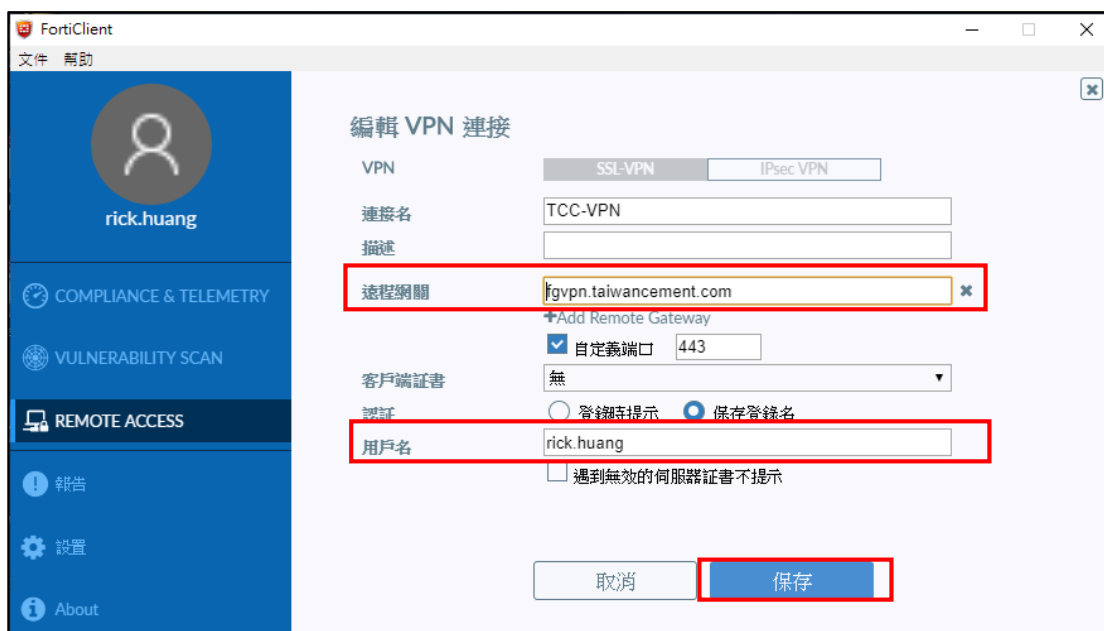 FortiClient
文件 幫助
rick.huang
COMPLIANCE & TELEMETRY
VULNERABILITY SCAN
REMOTE ACCESS
報告
設置
About
編輯 VPN 連接
VPN SSL-VPN IPsec VPN
連接名 TCC-VPN
描述
遠程網關 fgvpn.taiwancement.com
+Add Remote Gateway
自定義端口 443
客戶端証書 無
認証 登錄時提示 保存登錄名
用戶名 rick.huang
遇到無效的伺服器証書不提示
取消 保存